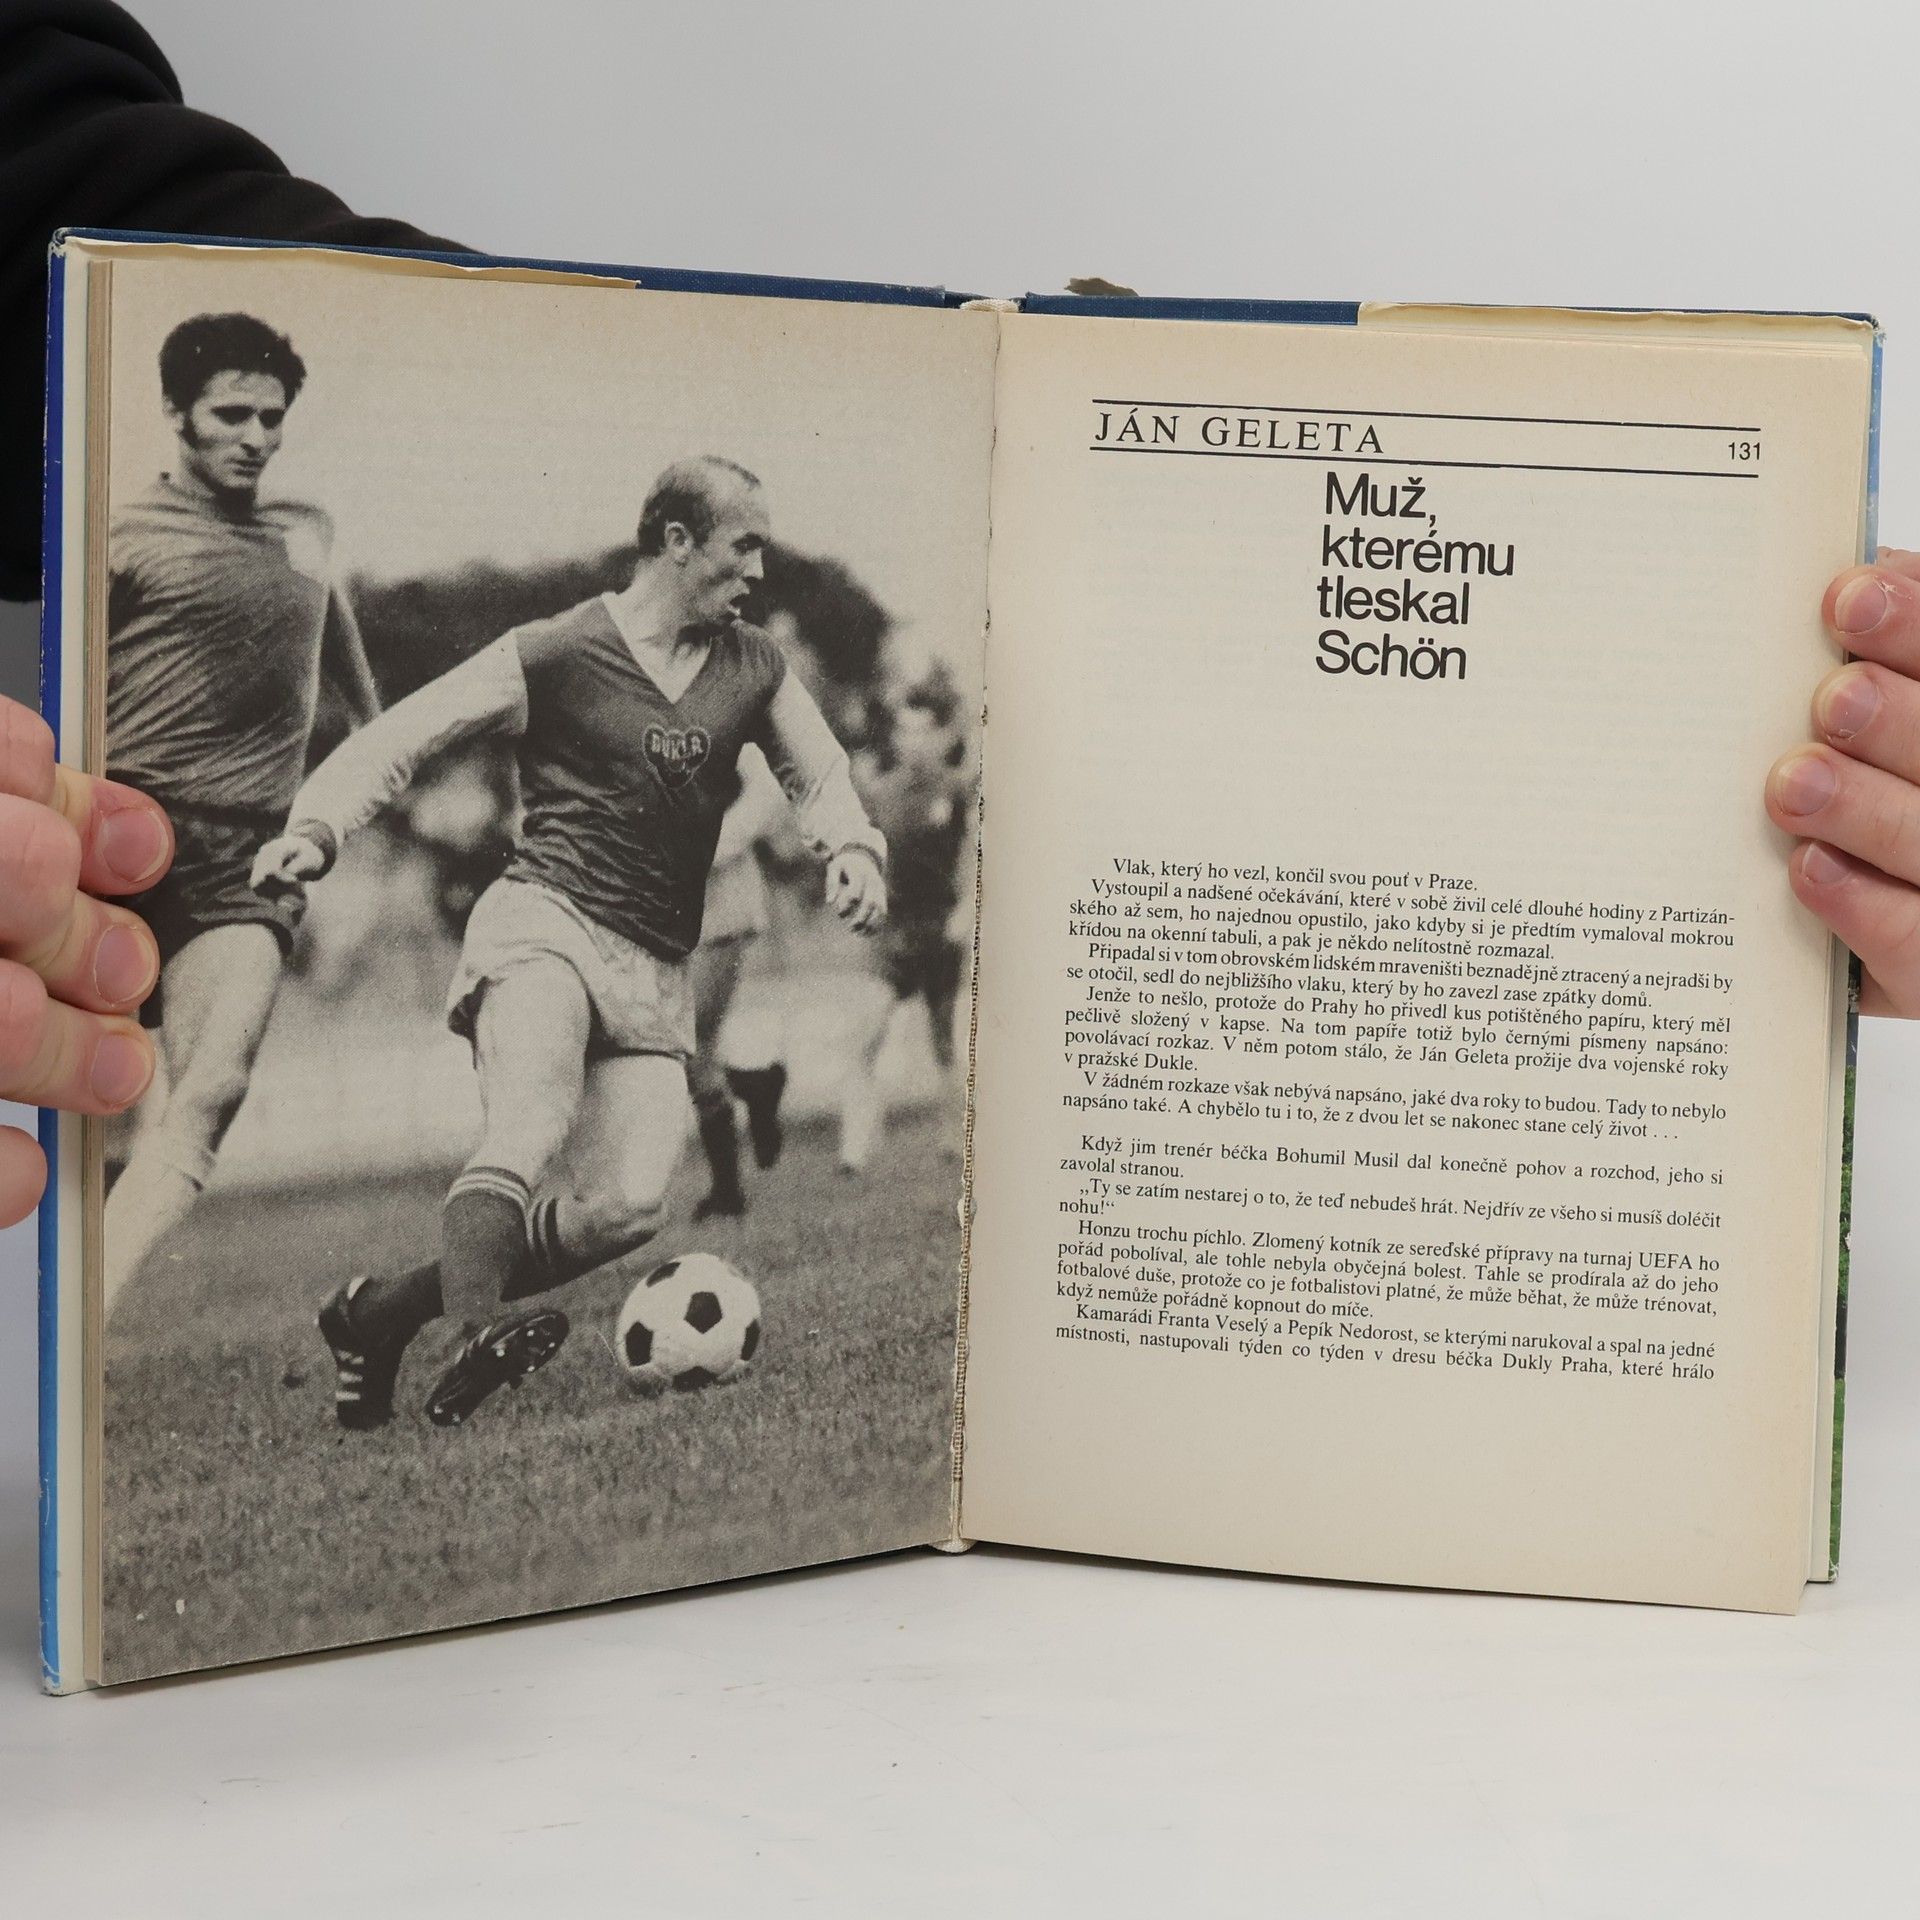 DUKLA
JÁN GELETA
131
Muž,
kterému
tleskal
Schön
Vlak, který ho vezl, končil svou pouť v Praze.
Vystoupil a nadšené očekávání, které v sobě živil celé dlouhé hodiny z Partizán-
ského až sem, ho najednou opustilo, jako kdyby si je předtím vymaloval mokrou
křídou na okenní tabuli, a pak je někdo nelítostně rozmazal.
Připadal si v tom obrovském lidském mraveništi beznadějně ztracený a nejradši by
se otočil, sedl do nejbližšího vlaku, který by ho zavezl zase zpátky domů.
Jenže to nešlo, protože do Prahy ho přivedl kus potištěného papíru, který měl
pečlivě složený v kapse. Na tom papíře totiž bylo černými písmeny napsáno:
povolávací rozkaz. V něm potom stálo, že Ján Geleta prožije dva vojenské roky
v pražské Dukle.
V žádném rozkaze však nebývá napsáno, jaké dva roky to budou. Tady to nebylo
napsáno také. A chybělo tu i to, že z dvou let se nakonec stane celý život . . .
Když jim trenér béčka Bohumil Musil dal konečně pohov a rozchod, jeho si
zavolal stranou.
„Ty se zatím nestarej o to, že teď nebudeš hrát. Nejdřív ze všeho si musíš doléčit
nohu!“
Honzu trochu píchlo. Zlomený kotník ze sereďské přípravy na turnaj UEFA ho
pořád pobolíval, ale tohle nebyla obyčejná bolest. Tahle se prodírala až do jeho
fotbalové duše, protože co je fotbalistovi platné, že může běhat, že může trénovat,
když nemůže pořádně kopnout do míče.
Kamarádi Franta Veselý a Pepík Nedorost, se kterými narukoval a spal na jedné
místnosti, nastupovali týden co týden v dresu béčka Dukly Praha, které hrálo